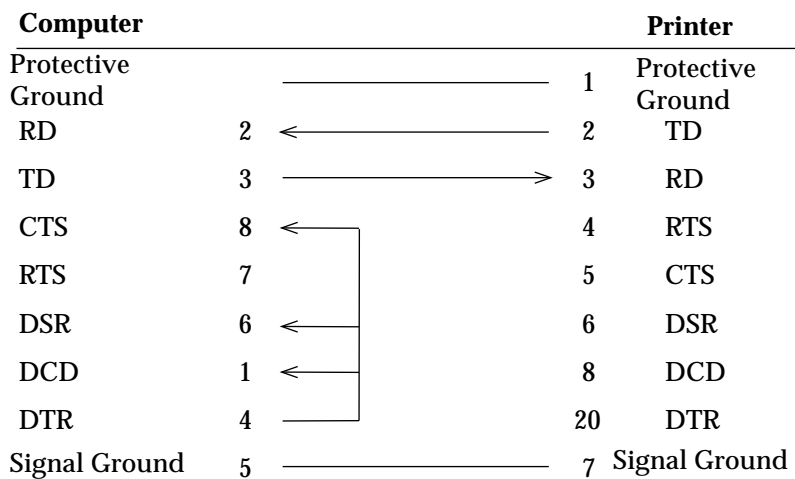 Computer Printer
Protective
Ground 1 Protective
Ground
RD 2 2 TD
TD 3 3 RD
CTS 8 4 RTS
RTS 7 5 CTS
DSR 6 6 DSR
DCD 1 8 DCD
DTR 4 20 DTR
Signal Ground 5 7 Signal Ground